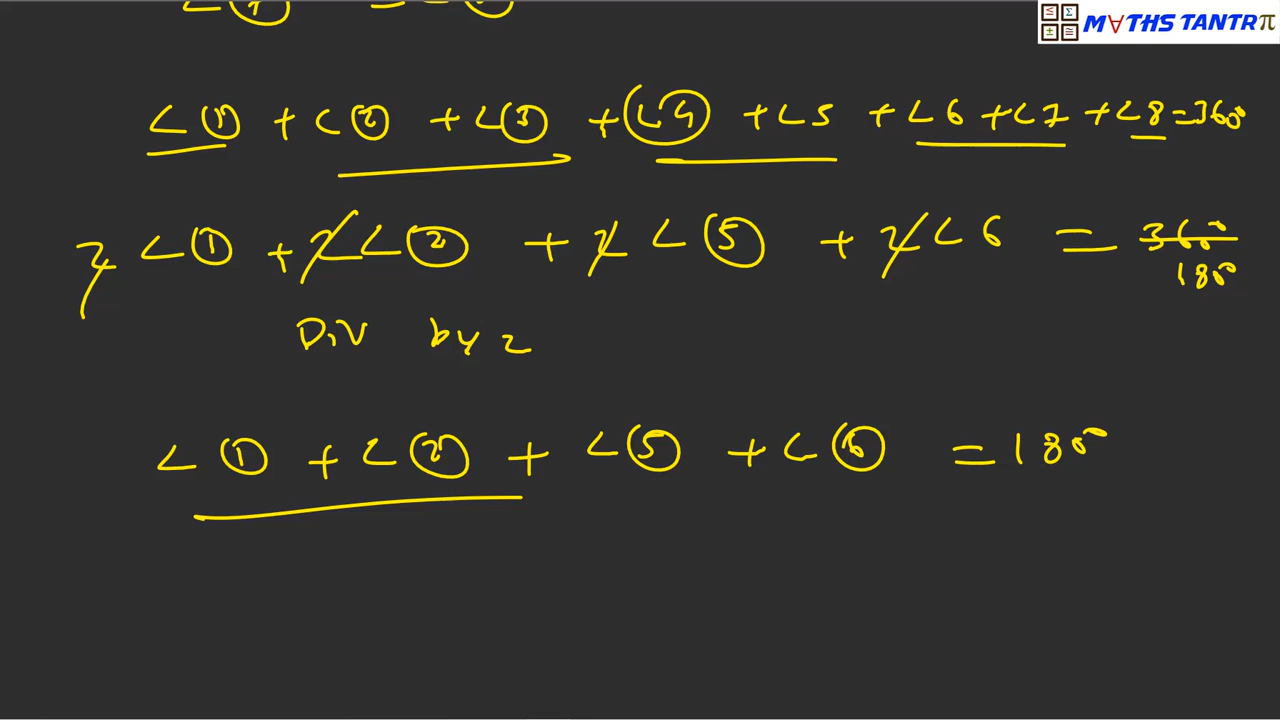 M∀THS TANTRπ
∠① + ∠② + ∠③ + ∠4 + ∠5 + ∠6 + ∠7 + ∠8 = 360°
2∠① + 2∠② + 2∠⑤ + 2∠6 = 360°
180°
Div by 2
∠① + ∠② + ∠⑤ + ∠⑥ = 180°